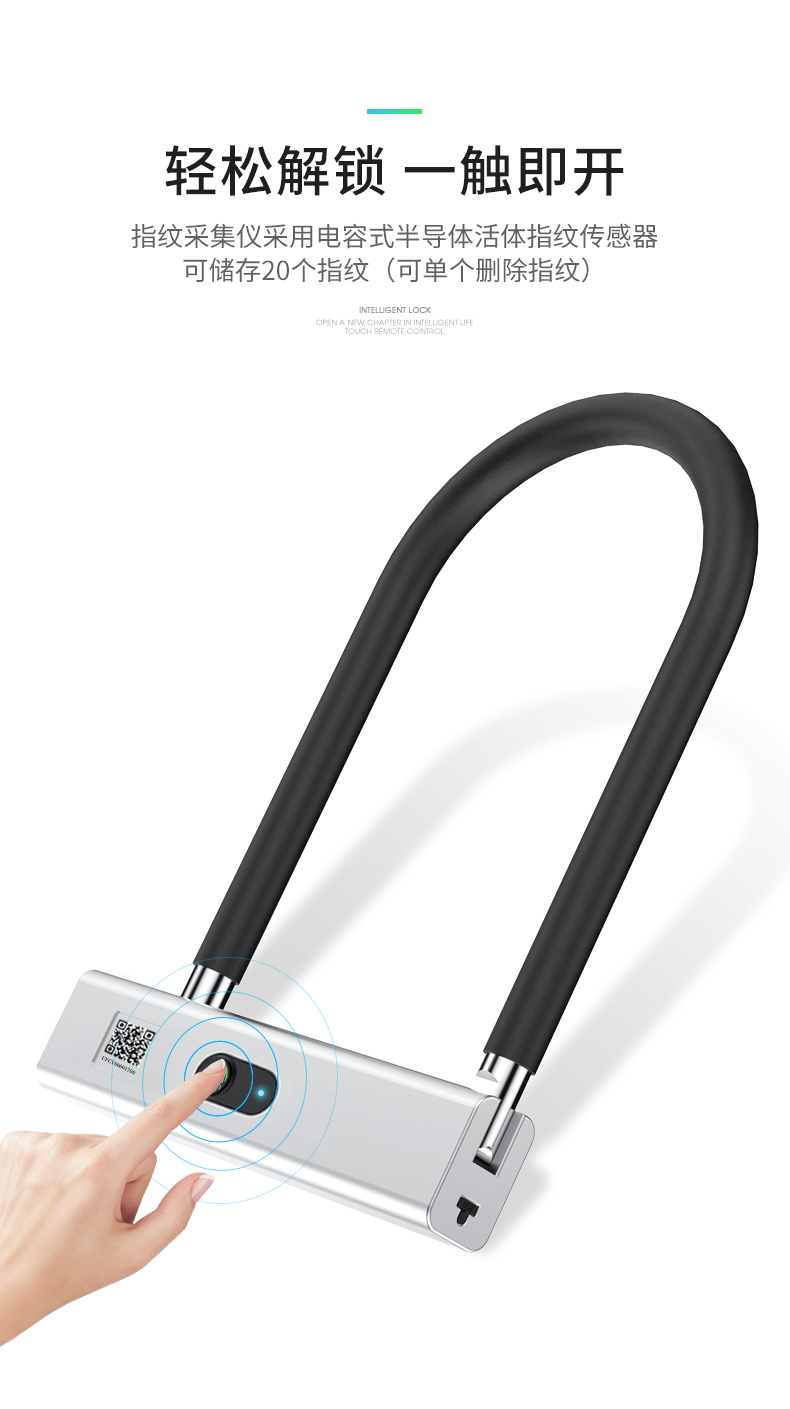 轻松解锁 一触即开
指纹采集仪采用电容式半导体活体指纹传感器
可储存20个指纹（可单个删除指纹）
INTELLIGENT LOCK
OPEN A NEW CHAPTER IN INTELLIGENT LIFE
TOUCH REMOTE CONTROL